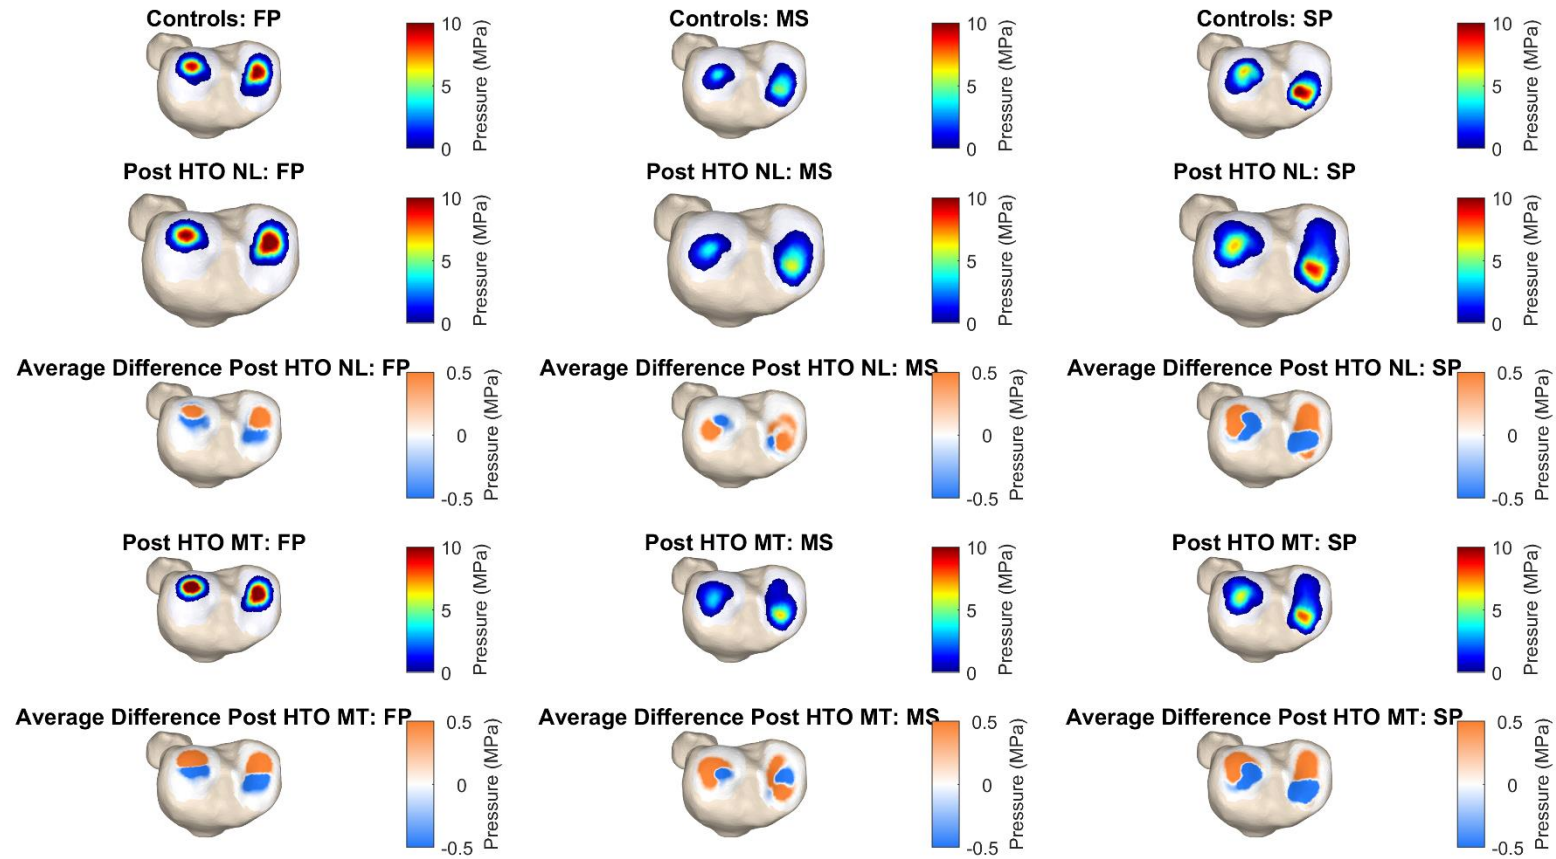 Controls: FP
10
5
0
Pressure (MPa)
Controls: MS
10
5
0
Pressure (MPa)
Controls: SP
10
5
0
Pressure (MPa)
Post HTO NL: FP
10
5
0
Pressure (MPa)
Post HTO NL: MS
10
5
0
Pressure (MPa)
Post HTO NL: SP
10
5
0
Pressure (MPa)
Average Difference Post HTO NL: FP
0.5
0
-0.5
Pressure (MPa)
Average Difference Post HTO NL: MS
0.5
0
-0.5
Pressure (MPa)
Average Difference Post HTO NL: SP
0.5
0
-0.5
Pressure (MPa)
Post HTO MT: FP
10
5
0
Pressure (MPa)
Post HTO MT: MS
10
5
0
Pressure (MPa)
Post HTO MT: SP
10
5
0
Pressure (MPa)
Average Difference Post HTO MT: FP
0.5
0
-0.5
Pressure (MPa)
Average Difference Post HTO MT: MS
0.5
0
-0.5
Pressure (MPa)
Average Difference Post HTO MT: SP
0.5
0
-0.5
Pressure (MPa)